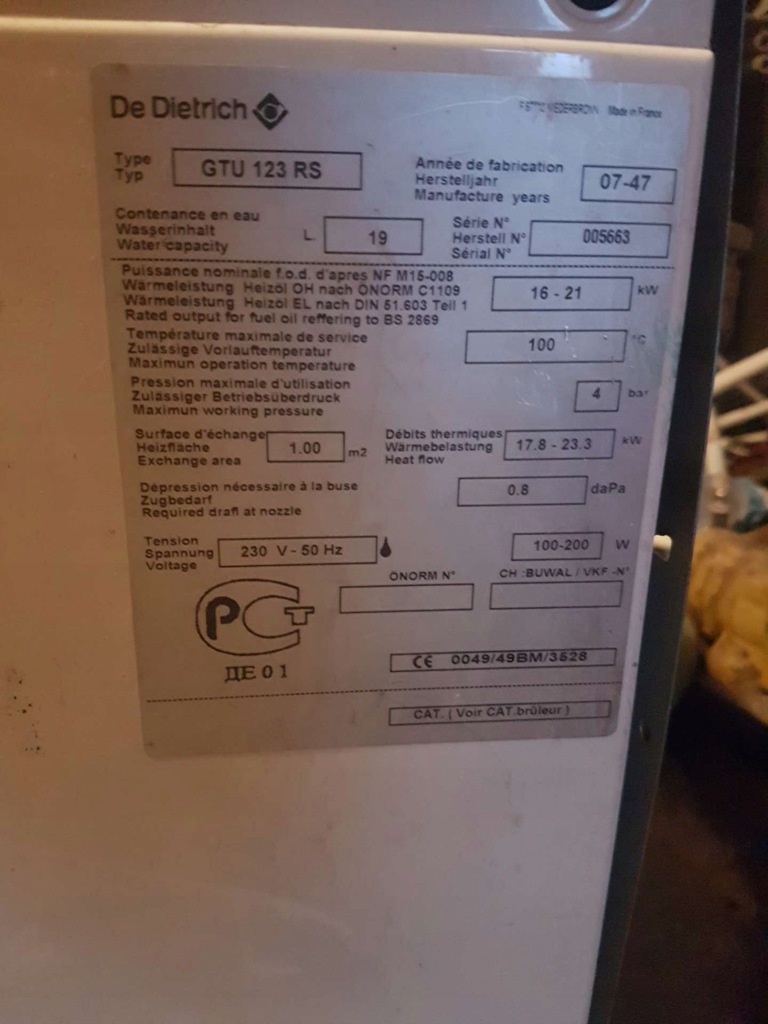 De Dietrich
Made in France
Type
Typ
GTU 123 RS
Année de fabrication
Herstelljahr
Manufacture years
07-47
Contenance en eau
Wasserinhalt
Water capacity
L
19
Série N°
Herstell N°
Sérial N°
005663
Puissance nominale f.o.d. d'apres NF M15-008
Wärmeleistung Heizöl OH nach ÖNORM C1109
Wärmeleistung Heizöl EL nach DIN 51.603 Teil 1
Rated output for fuel oil reffering to BS 2869
16 - 21 kW
Température maximale de service
Zulässige Vorlauftemperatur
Maximun operation temperature
100 °C
Pression maximale d'utilisation
Zulässiger Betriebsüberdruck
Maximun working pressure
4 bar
Surface d'échange
Heizfläche
Exchange area
1.00 m2
Débits thermiques
Wärmebelastung
Heat flow
17.8 - 23.3 kW
Dépression nécessaire à la buse
Zugbedarf
Required draft at nozzle
0.8 daPa
Tension
Spannung
Voltage
230 V - 50 Hz
100-200 W
ÖNORM N°
CH :BUWAL / VKF -N°
РСТ
ДЕ 0 1
CE 0049/49BM/3528
CAT. ( Voir CAT.brûleur )